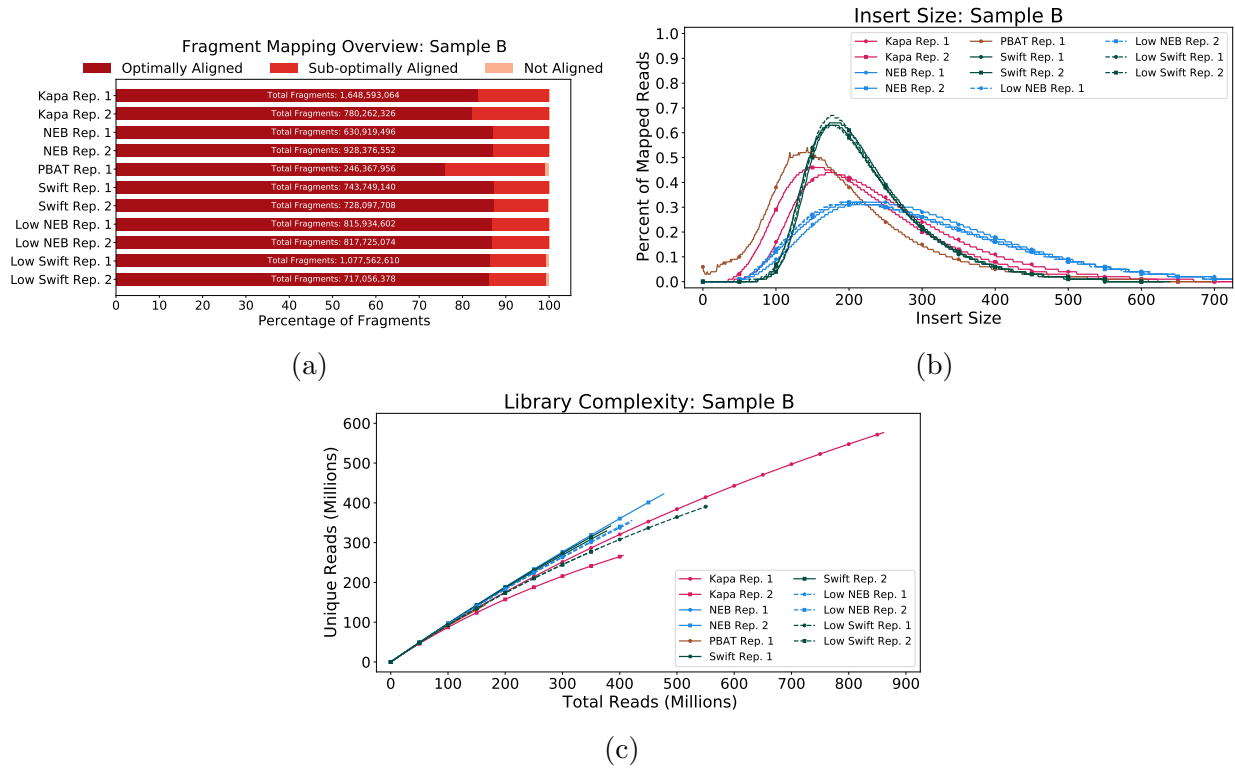 Fragment Mapping Overview: Sample B
Optimally Aligned Sub-optimally Aligned Not Aligned
Kapa Rep. 1 Total Fragments: 1,648,593,064
Kapa Rep. 2 Total Fragments: 780,262,326
NEB Rep. 1 Total Fragments: 630,919,496
NEB Rep. 2 Total Fragments: 928,376,552
PBAT Rep. 1 Total Fragments: 246,367,956
Swift Rep. 1 Total Fragments: 743,749,140
Swift Rep. 2 Total Fragments: 728,097,708
Low NEB Rep. 1 Total Fragments: 815,934,602
Low NEB Rep. 2 Total Fragments: 817,725,074
Low Swift Rep. 1 Total Fragments: 1,077,562,610
Low Swift Rep. 2 Total Fragments: 717,056,378
0 10 20 30 40 50 60 70 80 90 100
Percentage of Fragments
(a)
Insert Size: Sample B
Percent of Mapped Reads
1.0
0.9
0.8
0.7
0.6
0.5
0.4
0.3
0.2
0.1
0.0
Kapa Rep. 1 PBAT Rep. 1 Low NEB Rep. 2
Kapa Rep. 2 Swift Rep. 1 Low Swift Rep. 1
NEB Rep. 1 Swift Rep. 2 Low Swift Rep. 2
NEB Rep. 2 Low NEB Rep. 1
0 100 200 300 400 500 600 700
Insert Size
(b)
Library Complexity: Sample B
Unique Reads (Millions)
600
500
400
300
200
100
0
Kapa Rep. 1 Swift Rep. 2
Kapa Rep. 2 Low NEB Rep. 1
NEB Rep. 1 Low NEB Rep. 2
NEB Rep. 2 Low Swift Rep. 1
PBAT Rep. 1 Low Swift Rep. 2
Swift Rep. 1
0 100 200 300 400 500 600 700 800 900
Total Reads (Millions)
(c)